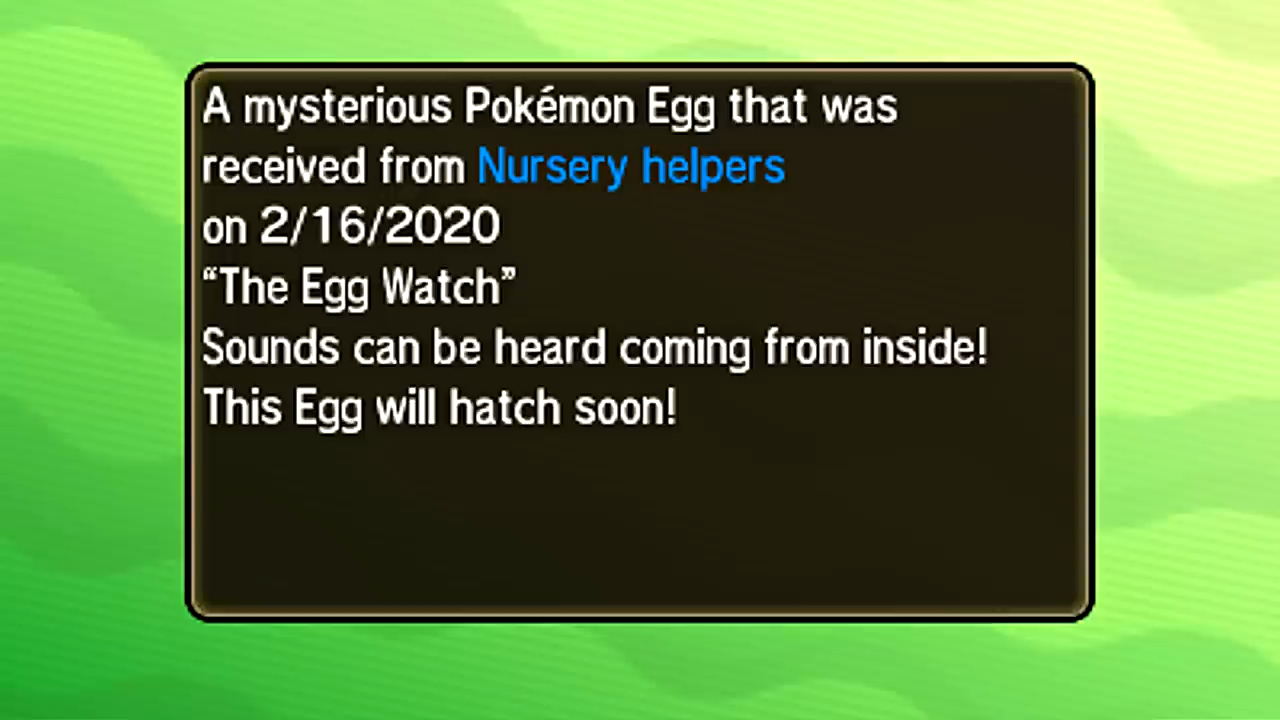 A mysterious Pokémon Egg that was
received from Nursery helpers
on 2/16/2020
“The Egg Watch”
Sounds can be heard coming from inside!
This Egg will hatch soon!